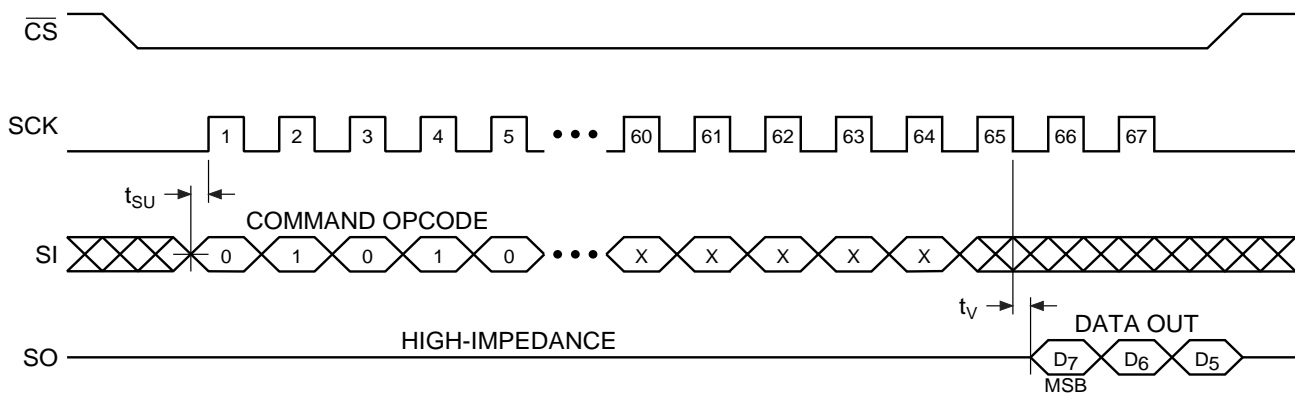 CS
SCK
1 2 3 4 5 ••• 60 61 62 63 64 65 66 67
tSU
COMMAND OPCODE
SI
0 1 0 1 0 ••• X X X X X
tV
HIGH-IMPEDANCE
DATA OUT
SO
D7 D6 D5
MSB